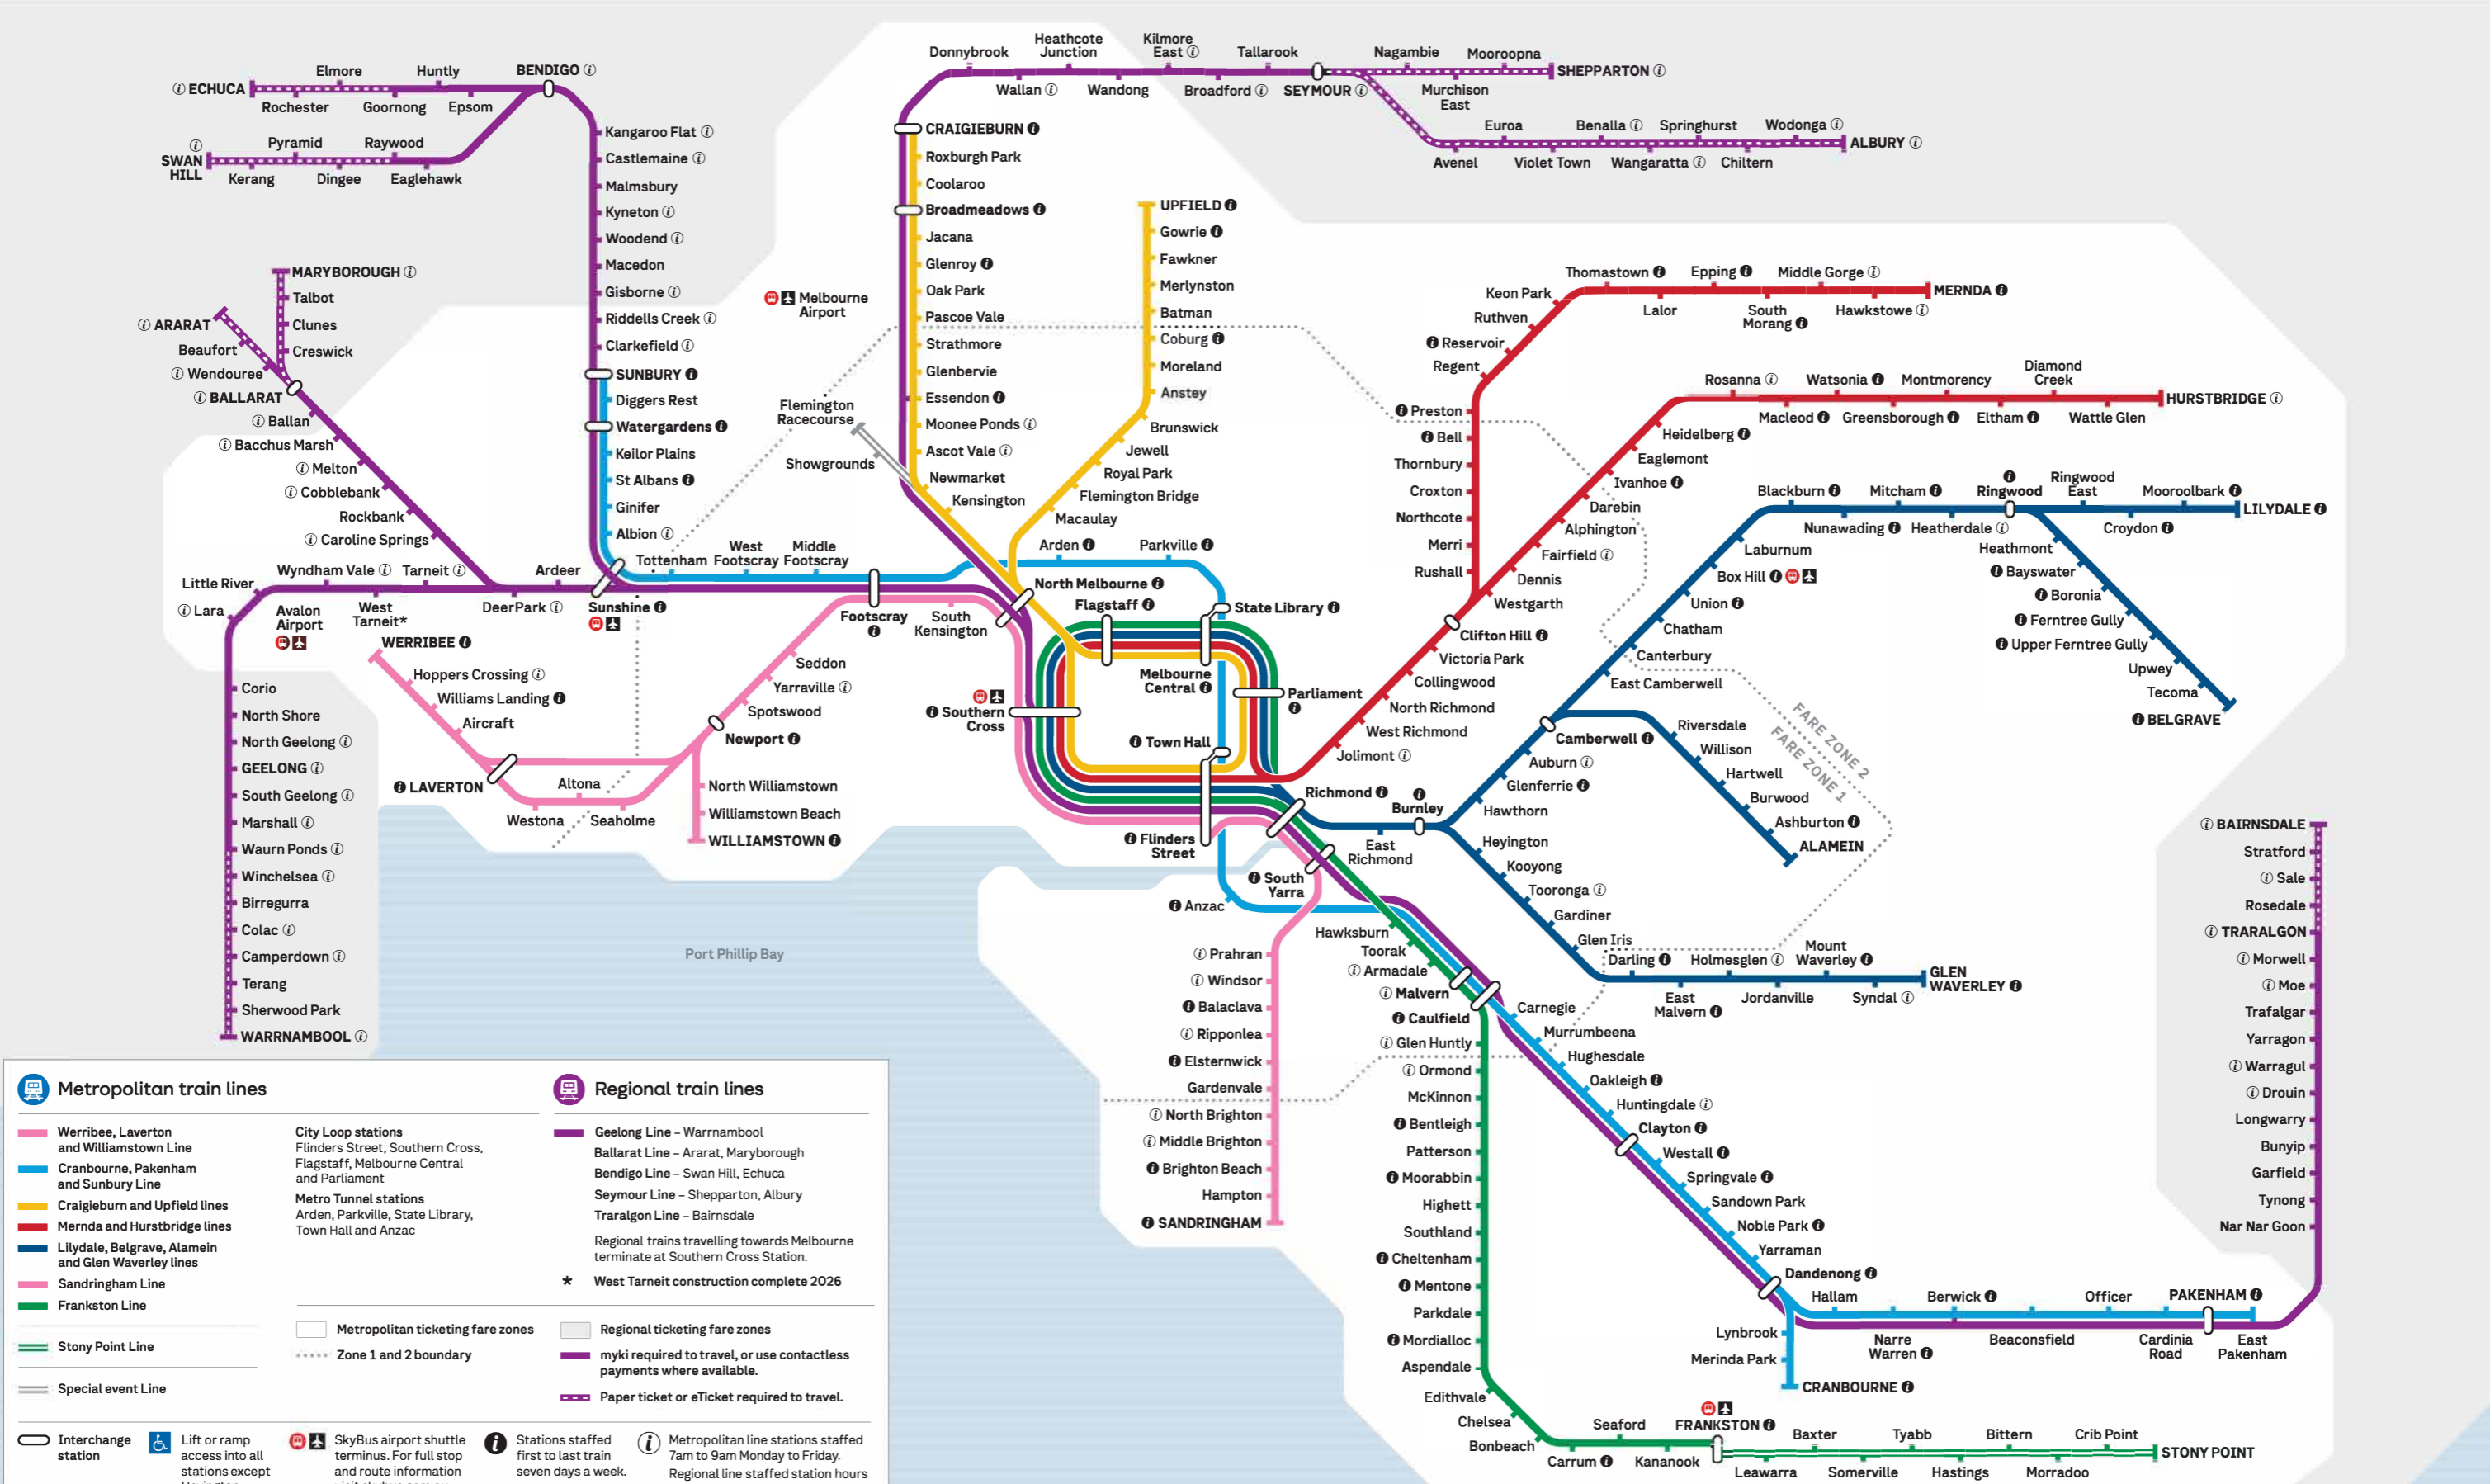 ECHUCA
Elmore
Huntly
BENDIGO
Rochester
Goornong
Epsom
SWAN
HILL
Pyramid
Raywood
Kerang
Dingee
Eaglehawk
Kangaroo Flat
Castlemaine
Malmsbury
Kyneton
Woodend
Macedon
Gisborne
Riddells Creek
Clarkefield
SUNBURY
Diggers Rest
Watergardens
Keilor Plains
St Albans
Ginifer
Albion
MARYBOROUGH
Talbot
Clunes
Creswick
ARARAT
Beaufort
Wendouree
BALLARAT
Ballan
Bacchus Marsh
Melton
Cobblebank
Rockbank
Caroline Springs
Little River
Wyndham Vale
Tarneit
Ardeer
Lara
Avalon
Airport
West
Tarneit*
DeerPark
Sunshine
Tottenham
West
Footscray
Middle
Footscray
Footscray
South
Kensington
Corio
North Shore
North Geelong
GEELONG
South Geelong
Marshall
Waurn Ponds
Winchelsea
Birregurra
Colac
Camperdown
Terang
Sherwood Park
WARRNAMBOOL
WERRIBEE
Hoppers Crossing
Williams Landing
Aircraft
LAVERTON
Westona
Altona
Seaholme
Newport
Spotswood
Yarraville
Seddon
North Williamstown
Williamstown Beach
WILLIAMSTOWN
Donnybrook
Heathcote
Junction
Kilmore
East
Tallarook
Wallan
Wandong
Broadford
SEYMOUR
Nagambie
Mooroopna
SHEPPARTON
Murchison
East
Euroa
Benalla
Springhurst
Wodonga
ALBURY
Avenel
Violet Town
Wangaratta
Chiltern
CRAIGIEBURN
Roxburgh Park
Coolaroo
Broadmeadows
Jacana
Glenroy
Oak Park
Pascoe Vale
Strathmore
Glenbervie
Essendon
Moonee Ponds
Ascot Vale
Newmarket
Kensington
Melbourne
Airport
Flemington
Racecourse
Showgrounds
UPFIELD
Gowrie
Fawkner
Merlynston
Batman
Coburg
Moreland
Anstey
Brunswick
Jewell
Royal Park
Flemington Bridge
Macaulay
Arden
Parkville
North Melbourne
Flagstaff
State Library
Melbourne
Central
Parliament
Southern
Cross
Town Hall
Flinders
Street
Richmond
South
Yarra
Anzac
Thomastown
Epping
Middle Gorge
MERNDA
Keon Park
Lalor
South
Morang
Hawkstowe
Ruthven
Reservoir
Regent
Preston
Bell
Thornbury
Croxton
Northcote
Merri
Rushall
Rosanna
Watsonia
Montmorency
Diamond
Creek
HURSTBRIDGE
Macleod
Greensborough
Eltham
Wattle Glen
Heidelberg
Eaglemont
Ivanhoe
Darebin
Alphington
Fairfield
Dennis
Westgarth
Clifton Hill
Victoria Park
Collingwood
North Richmond
West Richmond
Jolimont
Blackburn
Mitcham
Ringwood
Ringwood
East
Mooroolbark
LILYDALE
Nunawading
Heatherdale
Croydon
Laburnum
Box Hill
Union
Chatham
Canterbury
East Camberwell
Camberwell
Auburn
Glenferrie
Hawthorn
Burnley
East
Richmond
Heathmont
Bayswater
Boronia
Ferntree Gully
Upper Ferntree Gully
Upwey
Tecoma
BELGRAVE
FARE ZONE 2
FARE ZONE 1
Riversdale
Willison
Hartwell
Burwood
Ashburton
ALAMEIN
Heyington
Kooyong
Tooronga
Gardiner
Glen Iris
Darling
Holmesglen
Mount
Waverley
GLEN
WAVERLEY
East
Malvern
Jordanville
Syndal
Port Phillip Bay
Prahran
Windsor
Balaclava
Ripponlea
Elsternwick
Gardenvale
North Brighton
Middle Brighton
Brighton Beach
Hampton
SANDRINGHAM
Hawksburn
Toorak
Armadale
Malvern
Caulfield
Glen Huntly
Ormond
McKinnon
Bentleigh
Patterson
Moorabbin
Highett
Southland
Cheltenham
Mentone
Parkdale
Mordialloc
Aspendale
Edithvale
Chelsea
Bonbeach
Carrum
Seaford
Kananook
FRANKSTON
Leawarra
Baxter
Somerville
Tyabb
Hastings
Bittern
Morradoo
Crib Point
STONY POINT
Carnegie
Murrumbeena
Hughesdale
Oakleigh
Huntingdale
Clayton
Westall
Springvale
Sandown Park
Noble Park
Yarraman
Dandenong
Hallam
Berwick
Officer
PAKENHAM
Narre
Warren
Beaconsfield
Cardinia
Road
East
Pakenham
Lynbrook
Merinda Park
CRANBOURNE
BAIRNSDALE
Stratford
Sale
Rosedale
TRARALGON
Morwell
Moe
Trafalgar
Yarragon
Warragul
Drouin
Longwarry
Bunyip
Garfield
Tynong
Nar Nar Goon
Metropolitan train lines
Werribee, Laverton
and Williamstown Line
Cranbourne, Pakenham
and Sunbury Line
Craigieburn and Upfield lines
Mernda and Hurstbridge lines
Lilydale, Belgrave, Alamein
and Glen Waverley lines
Sandringham Line
Frankston Line
Stony Point Line
Special event Line
City Loop stations
Flinders Street, Southern Cross,
Flagstaff, Melbourne Central
and Parliament
Metro Tunnel stations
Arden, Parkville, State Library,
Town Hall and Anzac
Metropolitan ticketing fare zones
Zone 1 and 2 boundary
Regional train lines
Geelong Line – Warrnambool
Ballarat Line – Ararat, Maryborough
Bendigo Line – Swan Hill, Echuca
Seymour Line – Shepparton, Albury
Traralgon Line – Bairnsdale
Regional trains travelling towards Melbourne
terminate at Southern Cross Station.
* West Tarneit construction complete 2026
Regional ticketing fare zones
myki required to travel, or use contactless
payments where available.
Paper ticket or eTicket required to travel.
Interchange
station
Lift or ramp
access into all
stations except
SkyBus airport shuttle
terminus. For full stop
and route information
Stations staffed
first to last train
seven days a week.
Metropolitan line stations staffed
7am to 9am Monday to Friday.
Regional line staffed station hours